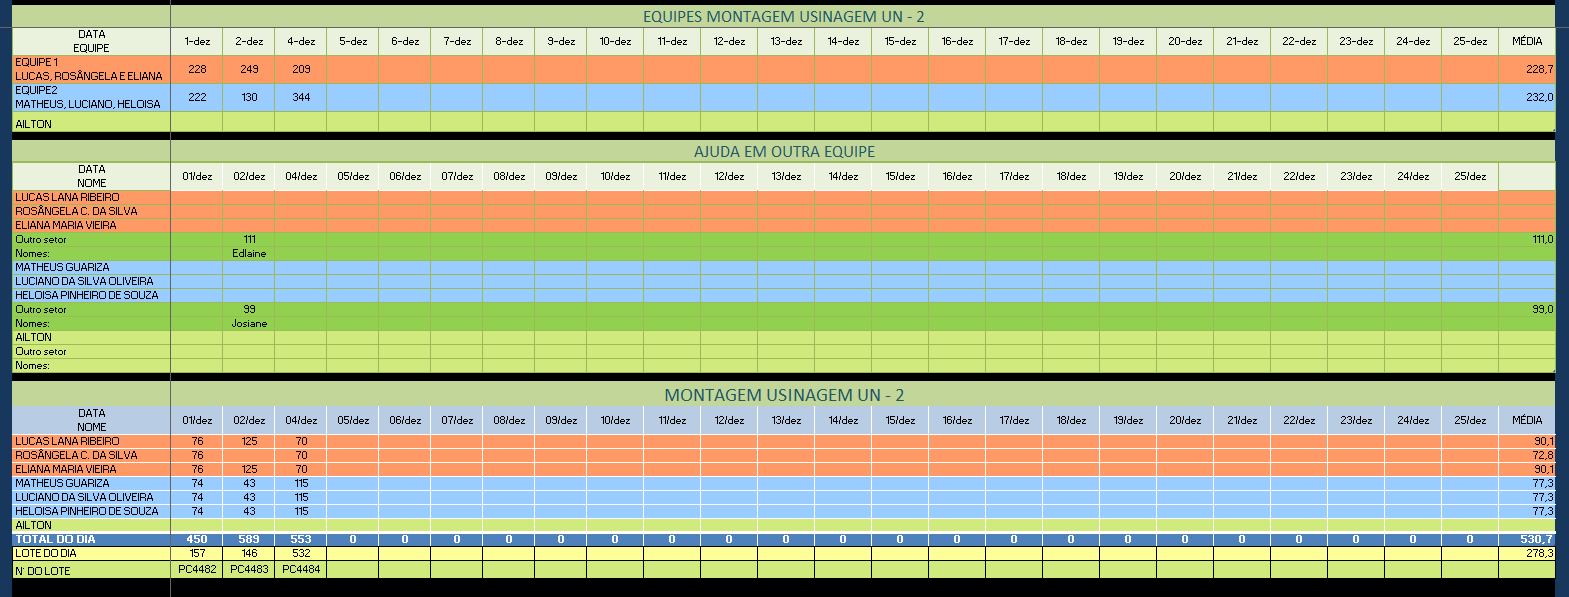 EQUIPES MONTAGEM USINAGEM UN - 2
DATA
EQUIPE
1-dez 2-dez 4-dez 5-dez 6-dez 7-dez 8-dez 9-dez 10-dez 11-dez 12-dez 13-dez 14-dez 15-dez 16-dez 17-dez 18-dez 19-dez 20-dez 21-dez 22-dez 23-dez 24-dez 25-dez MÉDIA
EQUIPE 1
LUCAS, ROSÂNGELA E ELIANA 228 249 209 228,7
EQUIPE2
MATHEUS, LUCIANO, HELOISA 222 130 344 232,0
AILTON
AJUDA EM OUTRA EQUIPE
DATA
NOME
01/dez 02/dez 04/dez 05/dez 06/dez 07/dez 08/dez 09/dez 10/dez 11/dez 12/dez 13/dez 14/dez 15/dez 16/dez 17/dez 18/dez 19/dez 20/dez 21/dez 22/dez 23/dez 24/dez 25/dez
LUCAS LANA RIBEIRO
ROSÂNGELA C. DA SILVA
ELIANA MARIA VIEIRA
Outro setor 111 111,0
Nomes: Edlaine
MATHEUS GUARIZA
LUCIANO DA SILVA OLIVEIRA
HELOISA PINHEIRO DE SOUZA
Outro setor 99 99,0
Nomes: Josiane
AILTON
Outro setor
Nomes:
MONTAGEM USINAGEM UN - 2
DATA
NOME
01/dez 02/dez 04/dez 05/dez 06/dez 07/dez 08/dez 09/dez 10/dez 11/dez 12/dez 13/dez 14/dez 15/dez 16/dez 17/dez 18/dez 19/dez 20/dez 21/dez 22/dez 23/dez 24/dez 25/dez MÉDIA
LUCAS LANA RIBEIRO 76 125 70 90,1
ROSÂNGELA C. DA SILVA 76 70 72,8
ELIANA MARIA VIEIRA 76 125 70 90,1
MATHEUS GUARIZA 74 43 115 77,3
LUCIANO DA SILVA OLIVEIRA 74 43 115 77,3
HELOISA PINHEIRO DE SOUZA 74 43 115 77,3
AILTON
TOTAL DO DIA 450 589 553 0 0 0 0 0 0 0 0 0 0 0 0 0 0 0 0 0 0 0 0 0 530,7
LOTE DO DIA 157 146 532 278,3
N° DO LOTE PC4482 PC4483 PC4484